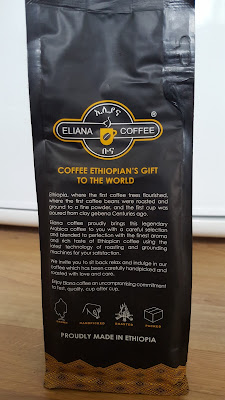 ኢሊያና
®
ELIANA COFFEE
ቡና
COFFEE ETHIOPIAN'S GIFT
TO THE WORLD
Ethiopia, where the first coffee trees flourished,
where the first coffee beans were roasted and
ground to a fine powder, and the first cup was
poured from clay gebena Centuries ago.
Eliana coffee proudly brings this legendary
Arabica coffee to you with a careful selection
and blended to perfection with the finest aroma
and rich taste of Ethiopian coffee using the
latest technology of roasting and grounding
machines for your satisfaction.
We invite you to sit back relax and indulge in our
coffee which has been carefully handpicked and
roasted with love and care.
Enjoy Eliana coffee an uncompromising commitment
to fast, quality, cup after cup.
HANDPICKED ROASTED
PROUDLY MADE IN ETHIOPIA